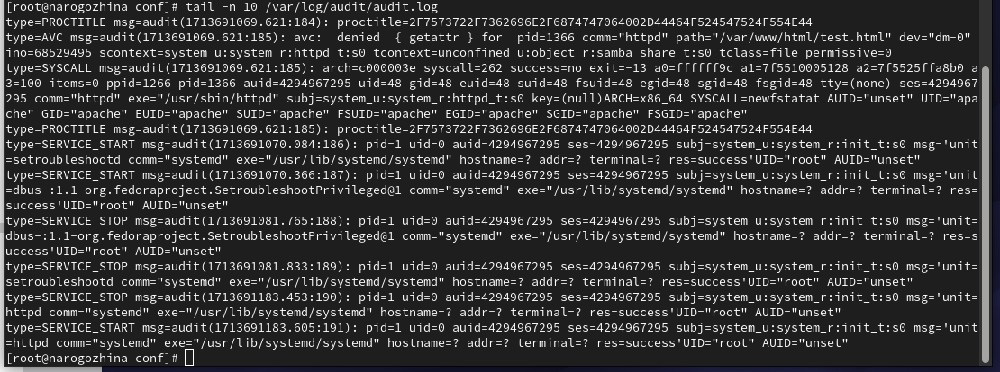 [root@narogozhina conf]# tail -n 10 /var/log/audit/audit.log
type=PROCTITLE msg=audit(1713691069.621:184): proctitle=2F7573722F7362696E2F6874747064002D44464F524547524F554E44
type=AVC msg=audit(1713691069.621:185): avc:  denied  { getattr } for  pid=1366 comm="httpd" path="/var/www/html/test.html" dev="dm-0"
ino=68529495 scontext=system_u:system_r:httpd_t:s0 tcontext=unconfined_u:object_r:samba_share_t:s0 tclass=file permissive=0
type=SYSCALL msg=audit(1713691069.621:185): arch=c000003e syscall=262 success=no exit=-13 a0=ffffff9c a1=7f5510005128 a2=7f5525ffa8b0 a
3=100 items=0 ppid=1266 pid=1366 auid=4294967295 uid=48 gid=48 euid=48 suid=48 fsuid=48 egid=48 sgid=48 fsgid=48 tty=(none) ses=4294967
295 comm="httpd" exe="/usr/sbin/httpd" subj=system_u:system_r:httpd_t:s0 key=(null)ARCH=x86_64 SYSCALL=newfstatat AUID="unset" UID="apa
che" GID="apache" EUID="apache" SUID="apache" FSUID="apache" EGID="apache" SGID="apache" FSGID="apache"
type=PROCTITLE msg=audit(1713691069.621:185): proctitle=2F7573722F7362696E2F6874747064002D44464F524547524F554E44
type=SERVICE_START msg=audit(1713691070.084:186): pid=1 uid=0 auid=4294967295 ses=4294967295 subj=system_u:system_r:init_t:s0 msg='unit
=setroubleshootd comm="systemd" exe="/usr/lib/systemd/systemd" hostname=? addr=? terminal=? res=success'UID="root" AUID="unset"
type=SERVICE_START msg=audit(1713691070.366:187): pid=1 uid=0 auid=4294967295 ses=4294967295 subj=system_u:system_r:init_t:s0 msg='unit
=dbus-:1.1-org.fedoraproject.SetroubleshootPrivileged@1 comm="systemd" exe="/usr/lib/systemd/systemd" hostname=? addr=? terminal=? res=
success'UID="root" AUID="unset"
type=SERVICE_STOP msg=audit(1713691081.765:188): pid=1 uid=0 auid=4294967295 ses=4294967295 subj=system_u:system_r:init_t:s0 msg='unit=
dbus-:1.1-org.fedoraproject.SetroubleshootPrivileged@1 comm="systemd" exe="/usr/lib/systemd/systemd" hostname=? addr=? terminal=? res=s
uccess'UID="root" AUID="unset"
type=SERVICE_STOP msg=audit(1713691081.833:189): pid=1 uid=0 auid=4294967295 ses=4294967295 subj=system_u:system_r:init_t:s0 msg='unit=
setroubleshootd comm="systemd" exe="/usr/lib/systemd/systemd" hostname=? addr=? terminal=? res=success'UID="root" AUID="unset"
type=SERVICE_STOP msg=audit(1713691183.453:190): pid=1 uid=0 auid=4294967295 ses=4294967295 subj=system_u:system_r:init_t:s0 msg='unit=
httpd comm="systemd" exe="/usr/lib/systemd/systemd" hostname=? addr=? terminal=? res=success'UID="root" AUID="unset"
type=SERVICE_START msg=audit(1713691183.605:191): pid=1 uid=0 auid=4294967295 ses=4294967295 subj=system_u:system_r:init_t:s0 msg='unit
=httpd comm="systemd" exe="/usr/lib/systemd/systemd" hostname=? addr=? terminal=? res=success'UID="root" AUID="unset"
[root@narogozhina conf]#